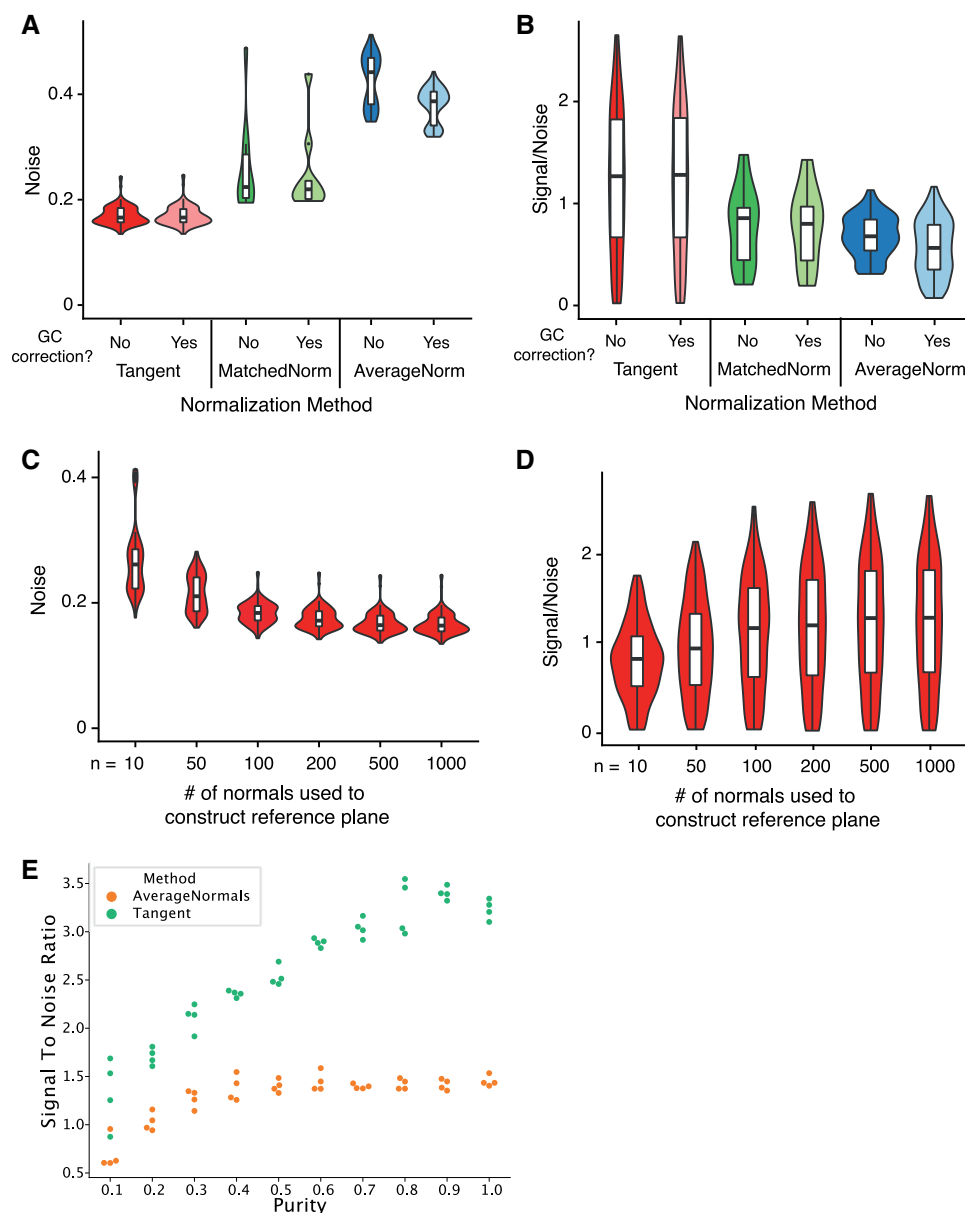 A
Noise
0.4
0.2
0
GC correction?
No Yes No Yes No Yes
Tangent MatchedNorm AverageNorm
Normalization Method
B
Signal/Noise
2
1
0
GC correction?
No Yes No Yes No Yes
Tangent MatchedNorm AverageNorm
Normalization Method
C
Noise
0.4
0.2
0
n = 10 50 100 200 500 1000
# of normals used to
construct reference plane
D
Signal/Noise
2
1
0
n = 10 50 100 200 500 1000
# of normals used to
construct reference plane
E
Method
AverageNormals
Tangent
Signal To Noise Ratio
3.5
3.0
2.5
2.0
1.5
1.0
0.5
0.1 0.2 0.3 0.4 0.5 0.6 0.7 0.8 0.9 1.0
Purity